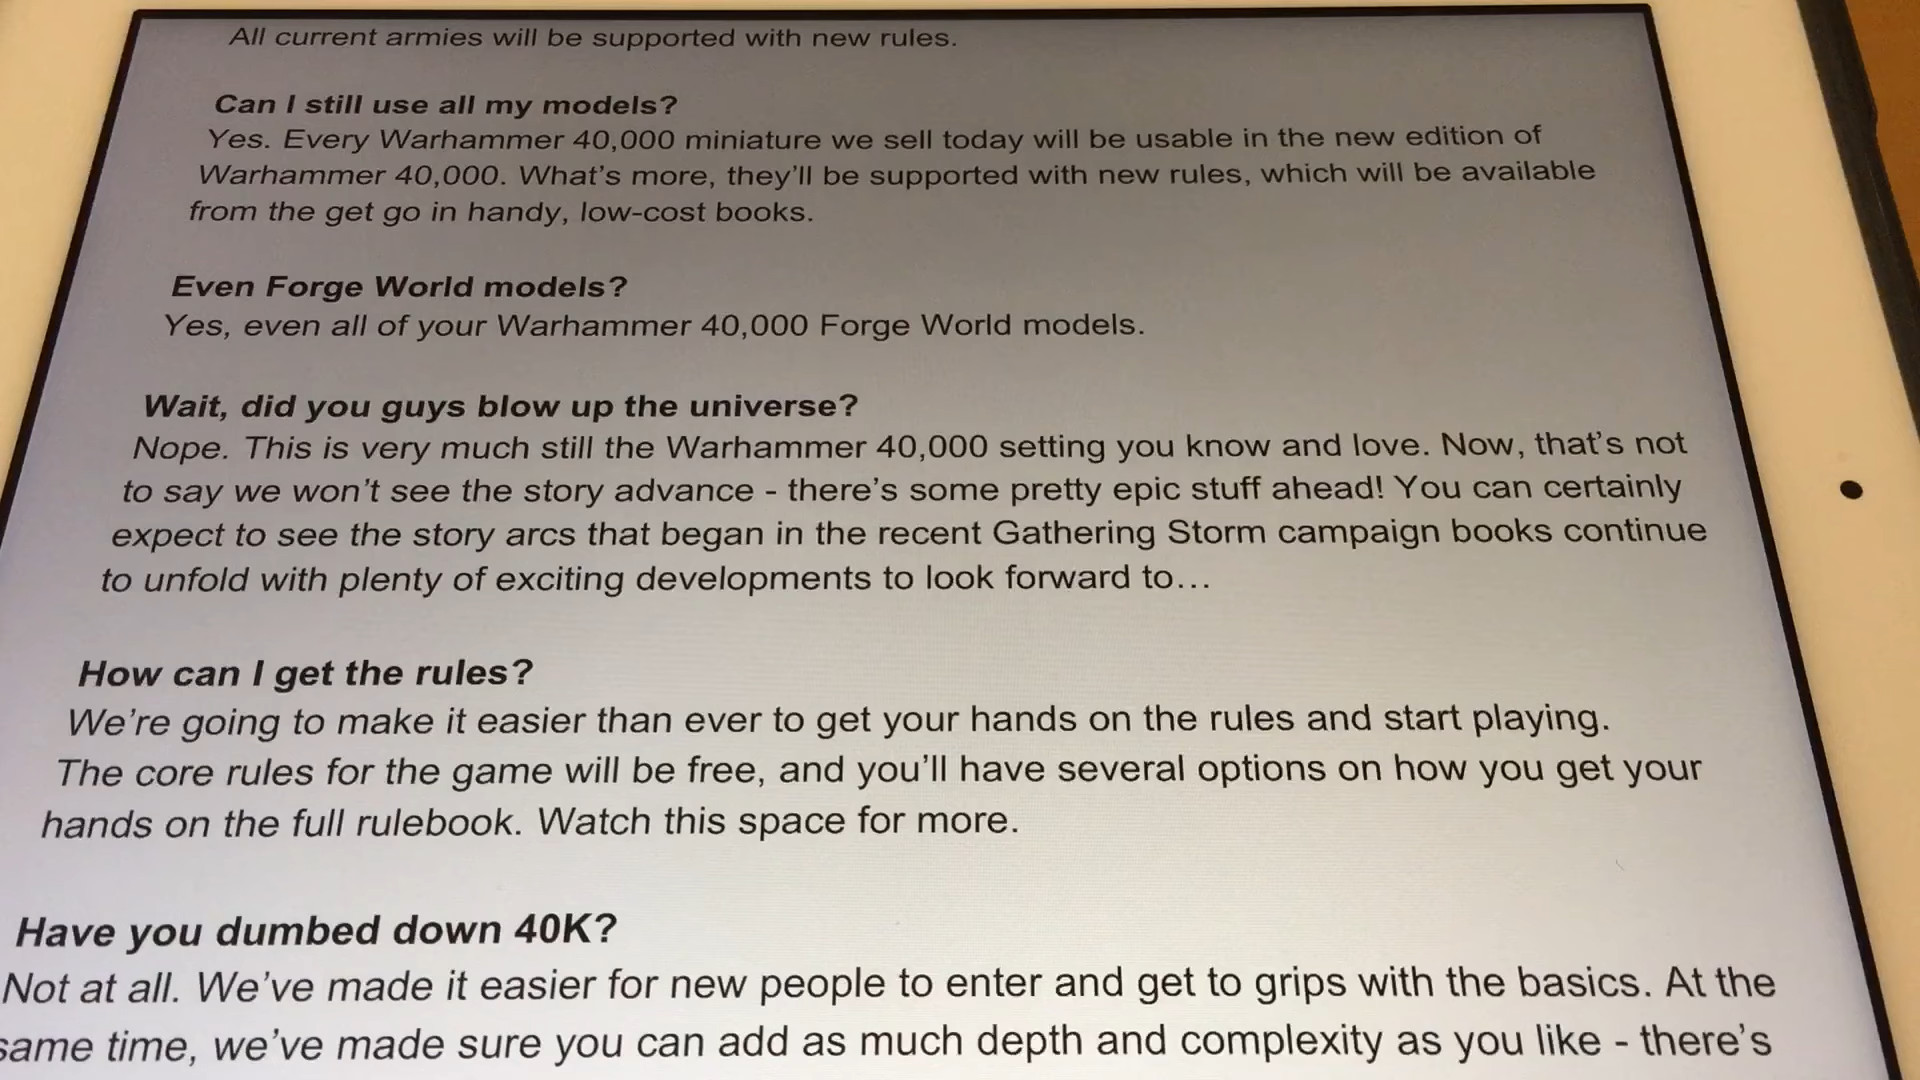 All current armies will be supported with new rules.
Can I still use all my models?
Yes. Every Warhammer 40,000 miniature we sell today will be usable in the new edition of
Warhammer 40,000. What's more, they'll be supported with new rules, which will be available
from the get go in handy, low-cost books.
Even Forge World models?
Yes, even all of your Warhammer 40,000 Forge World models.
Wait, did you guys blow up the universe?
Nope. This is very much still the Warhammer 40,000 setting you know and love. Now, that's not
to say we won't see the story advance - there's some pretty epic stuff ahead! You can certainly
expect to see the story arcs that began in the recent Gathering Storm campaign books continue
to unfold with plenty of exciting developments to look forward to...
How can I get the rules?
We're going to make it easier than ever to get your hands on the rules and start playing.
The core rules for the game will be free, and you'll have several options on how you get your
hands on the full rulebook. Watch this space for more.
Have you dumbed down 40K?
Not at all. We've made it easier for new people to enter and get to grips with the basics. At the
same time, we've made sure you can add as much depth and complexity as you like - there's